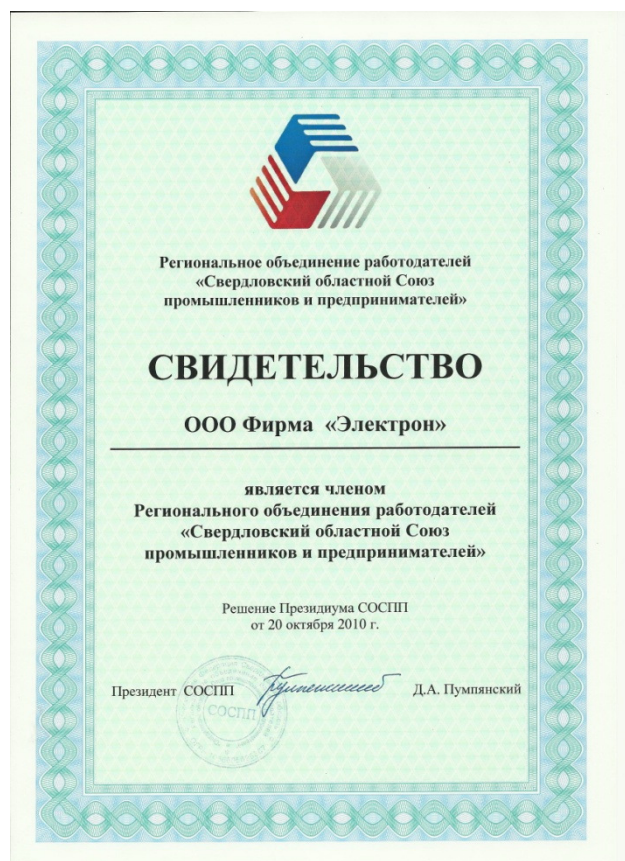 Региональное объединение работодателей
«Свердловский областной Союз
промышленников и предпринимателей»
СВИДЕТЕЛЬСТВО
ООО Фирма «Электрон»
является членом
Регионального объединения работодателей
«Свердловский областной Союз
промышленников и предпринимателей»
Решение Президиума СОСПП
от 20 октября 2010 г.
Президент СОСПП
Д.А. Пумпянский
СОСПП